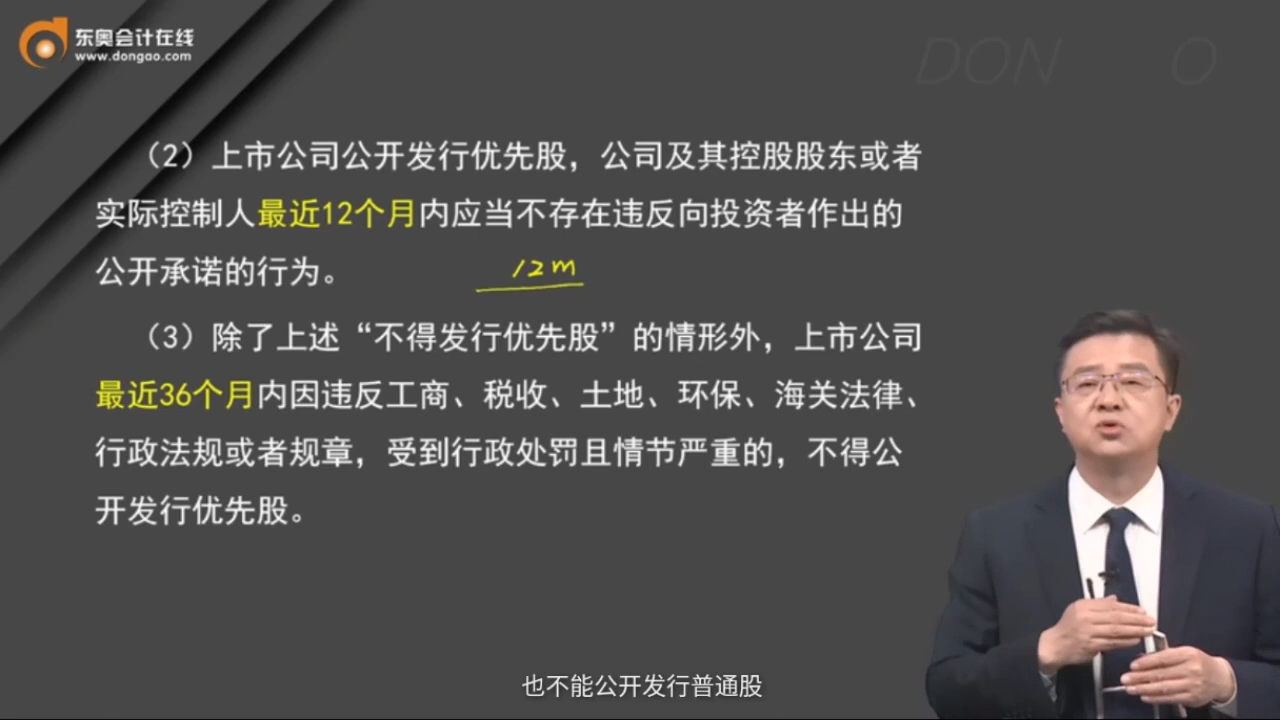 东奥会计在线
www.dongao.com
DON O
（2）上市公司公开发行优先股，公司及其控股股东或者
实际控制人最近12个月内应当不存在违反向投资者作出的
公开承诺的行为。
12m
（3）除了上述“不得发行优先股”的情形外，上市公司
最近36个月内因违反工商、税收、土地、环保、海关法律、
行政法规或者规章，受到行政处罚且情节严重的，不得公
开发行优先股。
也不能公开发行普通股